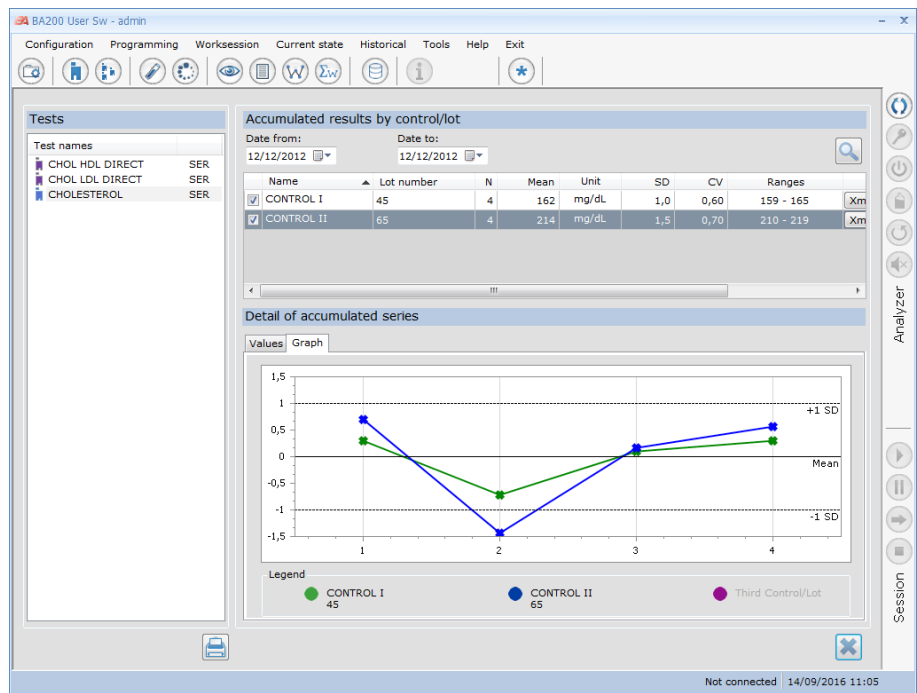 BA200 User Sw - admin
Configuration Programming Worksession Current state Historical Tools Help Exit
Tests
Test names
CHOL HDL DIRECT SER
CHOL LDL DIRECT SER
CHOLESTEROL SER
Accumulated results by control/lot
Date from: Date to:
12/12/2012 12/12/2012
Name Lot number N Mean Unit SD CV Ranges
CONTROL I 45 4 162 mg/dL 1,0 0,60 159 - 165 Xm
CONTROL II 65 4 214 mg/dL 1,5 0,70 210 - 219 Xm
Detail of accumulated series
Values Graph
1,5
1
+1 SD
0,5
0
Mean
-0,5
-1
-1 SD
-1,5
1 2 3 4
Legend
CONTROL I
45
CONTROL II
65
Third Control/Lot
Analyzer
Session
Not connected 14/09/2016 11:05